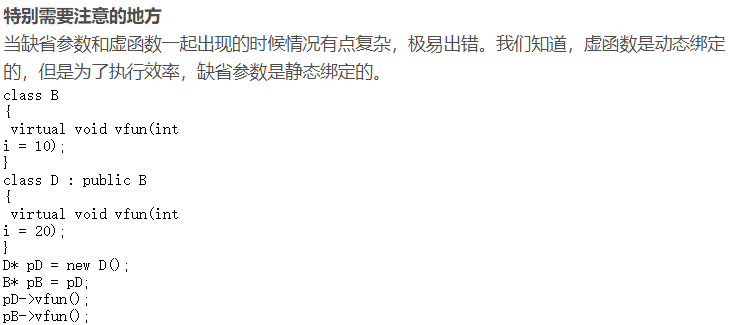 特别需要注意的地方
当缺省参数和虚函数一起出现的时候情况有点复杂，极易出错。我们知道，虚函数是动态绑定
的，但是为了执行效率，缺省参数是静态绑定的。
class B
{
 virtual void vfun(int
i = 10);
}
class D : public B
{
 virtual void vfun(int
i = 20);
}
D* pD = new D();
B* pB = pD;
pD->vfun();
pB->vfun();